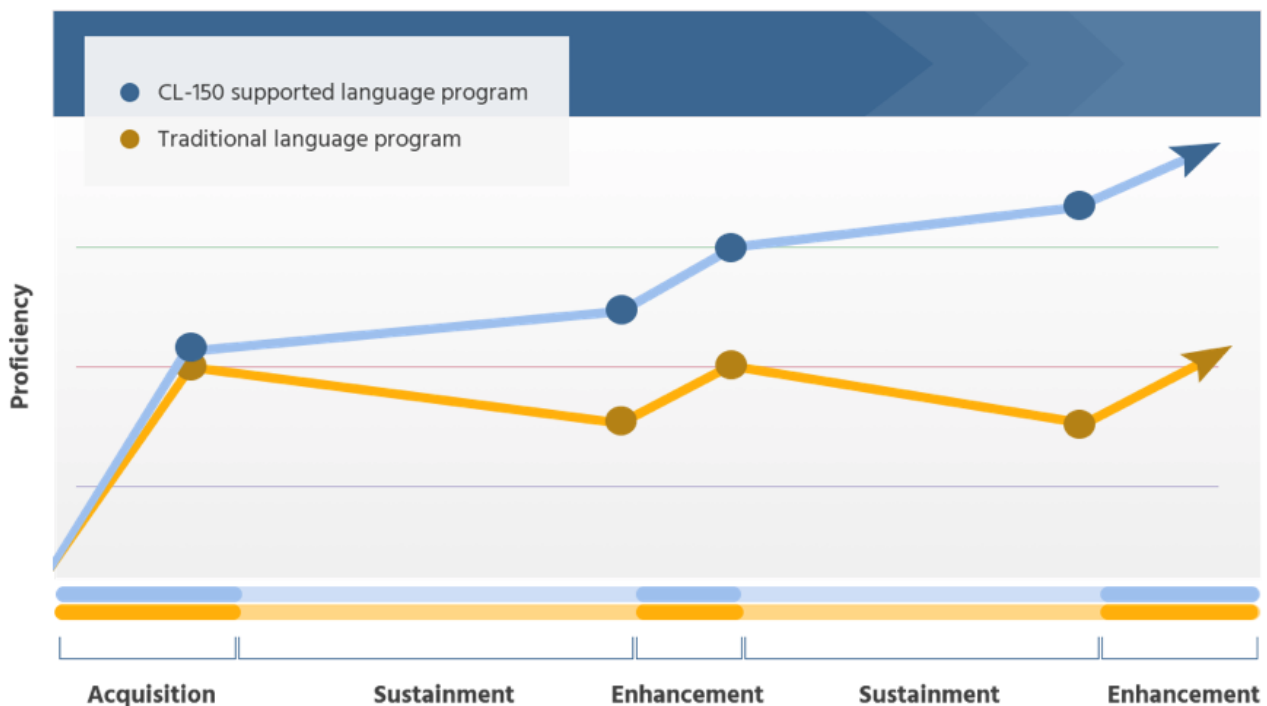 CL-150 supported language program
Traditional language program
Proficiency
Acquisition
Sustainment
Enhancement
Sustainment
Enhancement